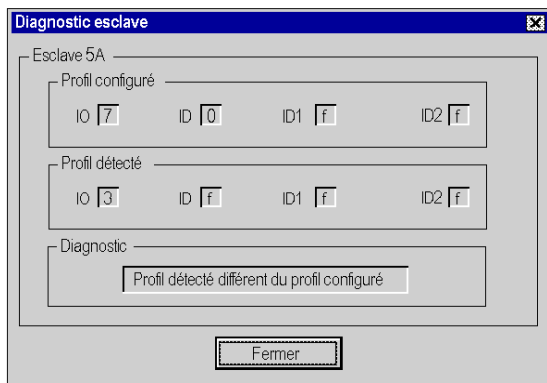 Diagnostic esclave
Esclave 5A
Profil configuré
IO 7 ID 0 ID1 f ID2 f
Profil détecté
IO 3 ID f ID1 f ID2 f
Diagnostic
Profil détecté différent du profil configuré
Fermer